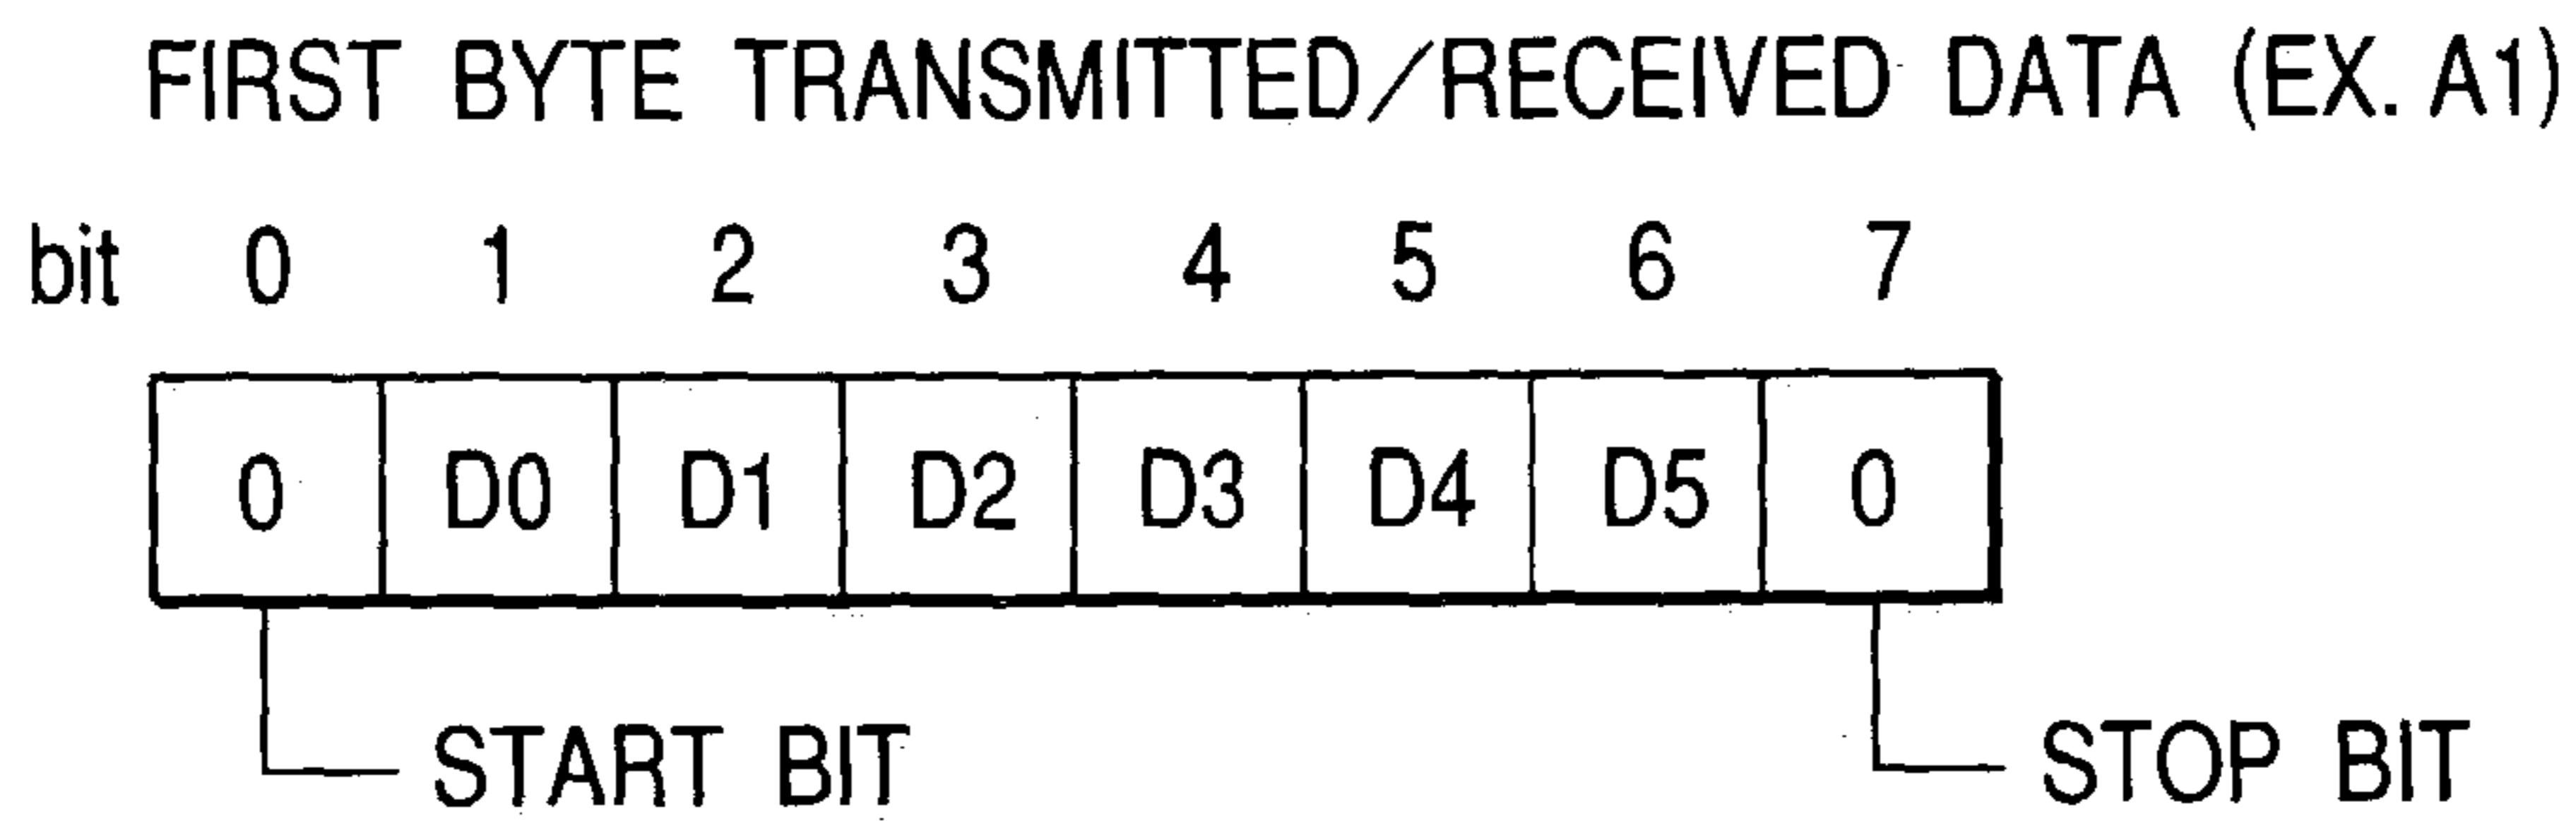 FIRST BYTE TRANSMITTED/RECEIVED DATA (EX. A1)
bit 0 1 2 3 4 5 6 7
0 D0 D1 D2 D3 D4 D5 0
START BIT STOP BIT